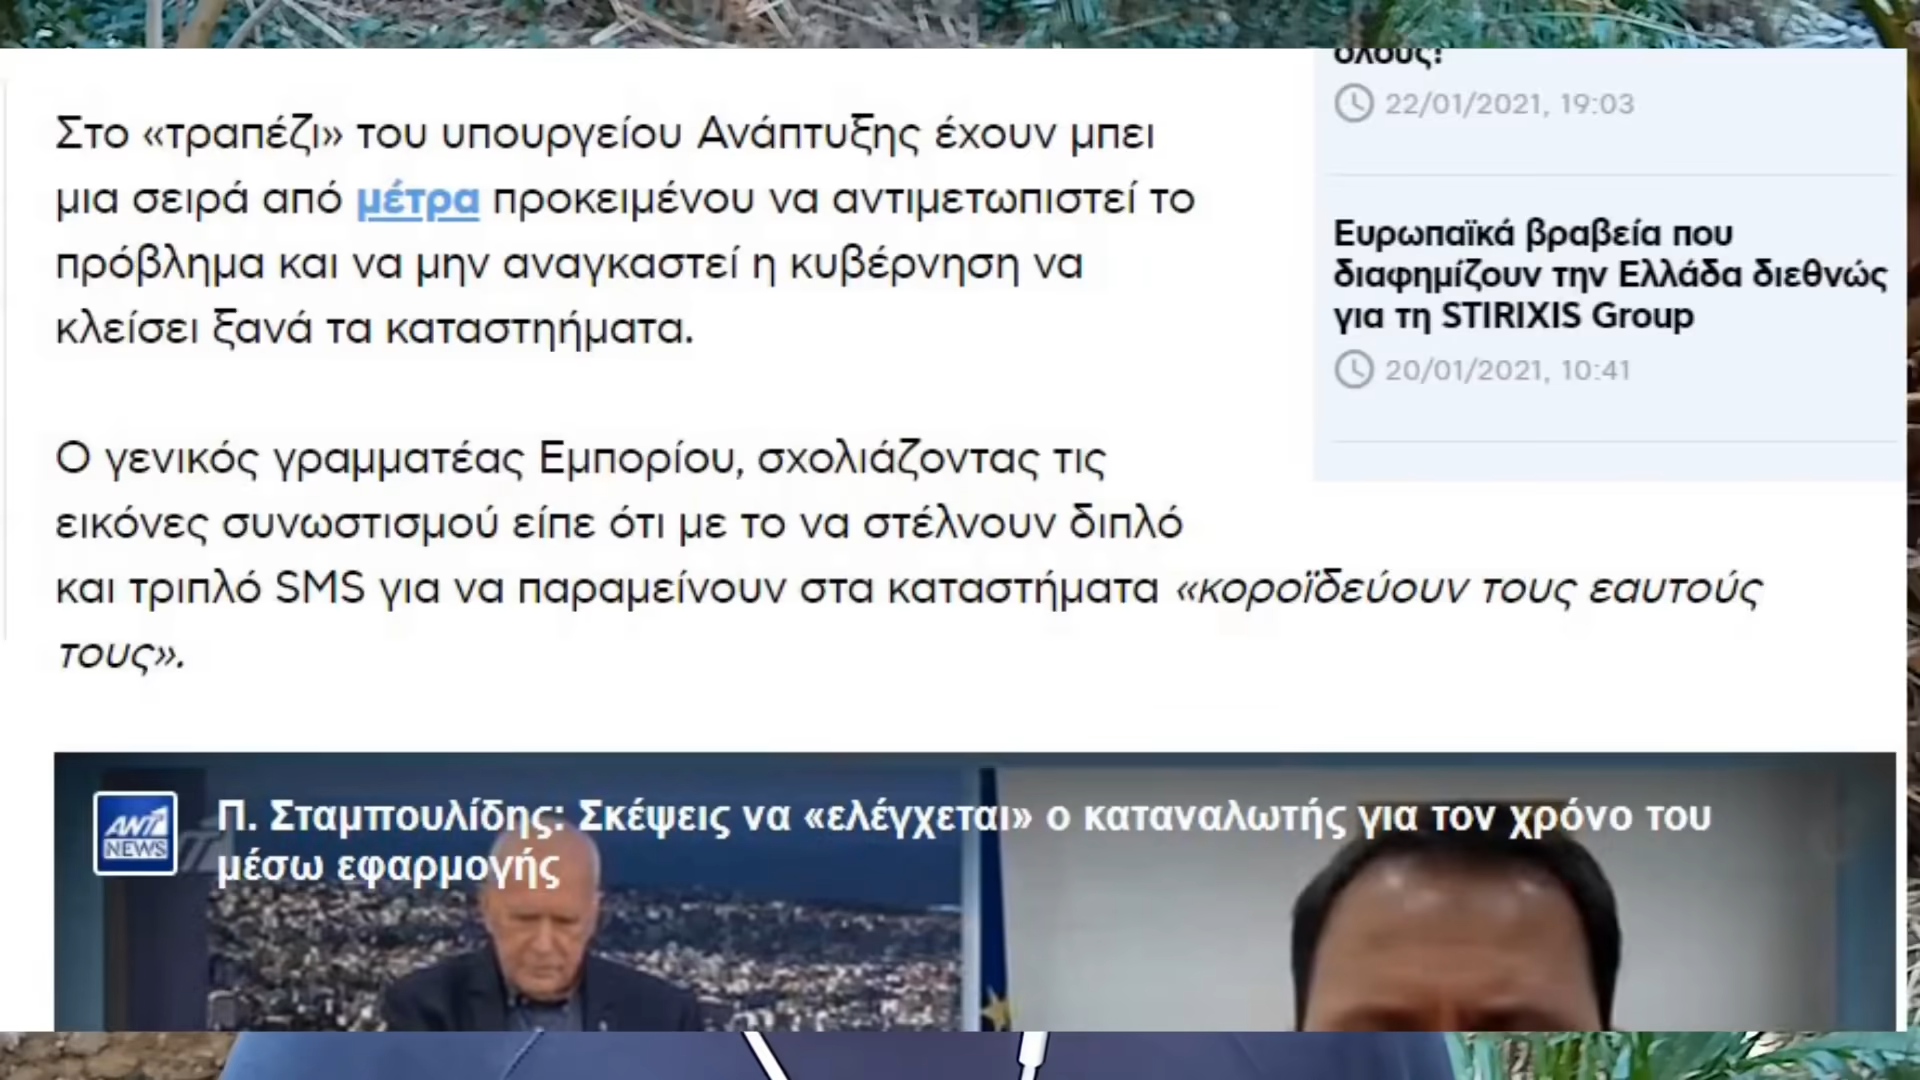 Στο «τραπέζι» του υπουργείου Ανάπτυξης έχουν μπει
μια σειρά από μέτρα προκειμένου να αντιμετωπιστεί το
πρόβλημα και να μην αναγκαστεί η κυβέρνηση να
κλείσει ξανά τα καταστηήματα.
Ο γενικός γραμματέας Εμπορίου, σχολιάζοντας τις
εικόνες συνωστισμού είπε ότι με το να στέλνουν διπλό
και τριπλό SMS για να παραμείνουν στα καταστήματα «κοροϊδεύουν τους εαυτούς
τους».
όλους!
22/01/2021, 19:03
Ευρωπαϊκά βραβεία που
διαφημίζουν την Ελλάδα διεθνώς
για τη STIRIXIS Group
20/01/2021, 10:41
ANT1
NEWS
Π. Σταμπουλίδης: Σκέψεις να «ελέγχεται» ο καταναλωτής για τον χρόνο του
μέσω εφαρμογής